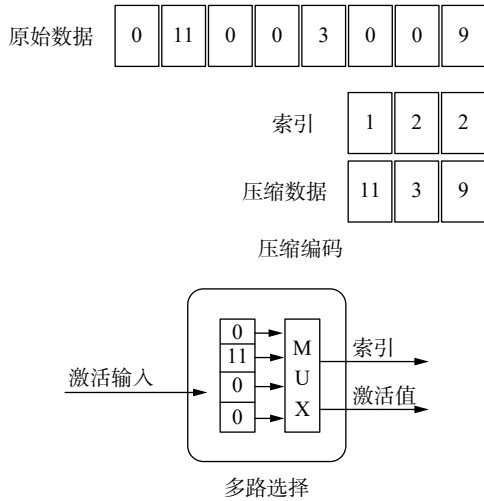 原始数据 0 11 0 0 3 0 0 9
索引 1 2 2
压缩数据 11 3 9
压缩编码
激活输入
0
11
0
0
M
U
X
索引
激活值
多路选择